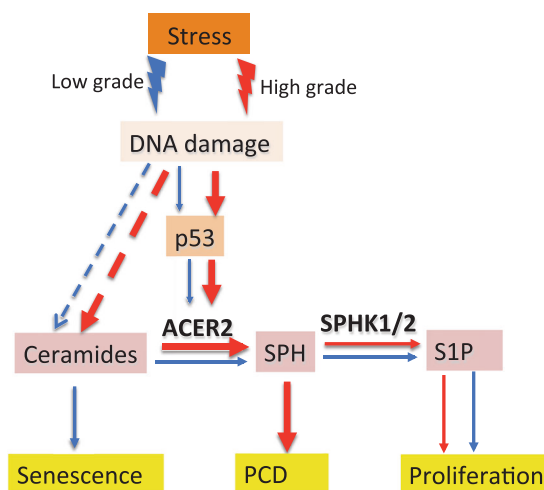 Stress
Low grade
High grade
DNA damage
p53
ACER2
SPHK1/2
Ceramides
SPH
S1P
Senescence
PCD
Proliferation